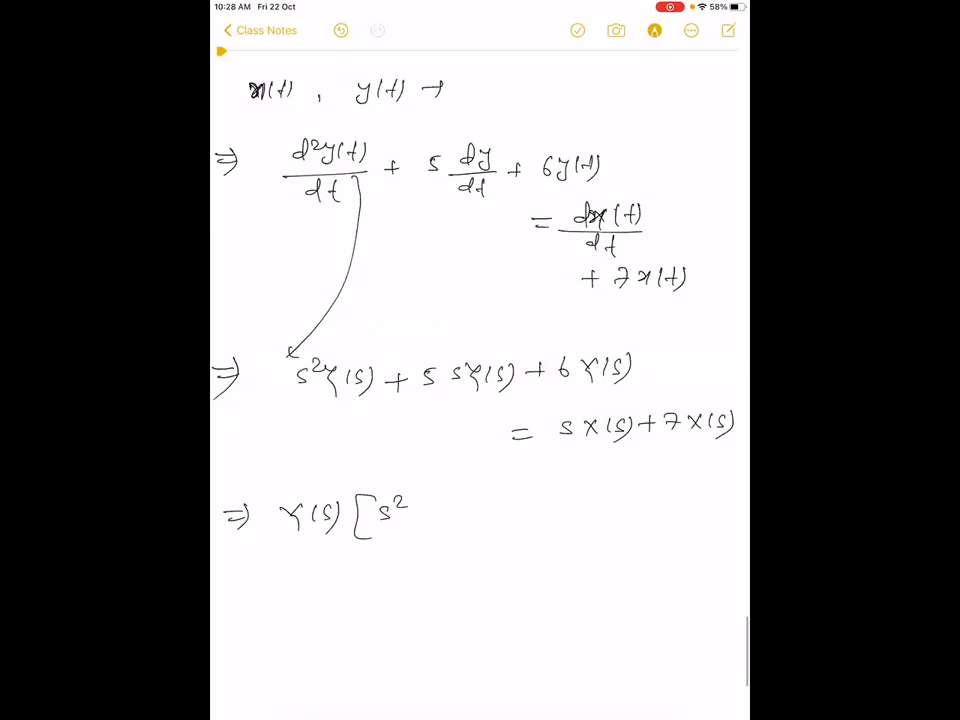 10:28 AM Fri 22 Oct 58%
Class Notes
x(t) , y(t) →
⇒ d²y(t)/dt + 5 dy/dt + 6y(t)
= dx(t)/dt
+ 7x(t)
⇒ s²Y(s) + 5 sY(s) + 6 Y(s)
= s X(s) + 7 X(s)
⇒ Y(s) [ s²